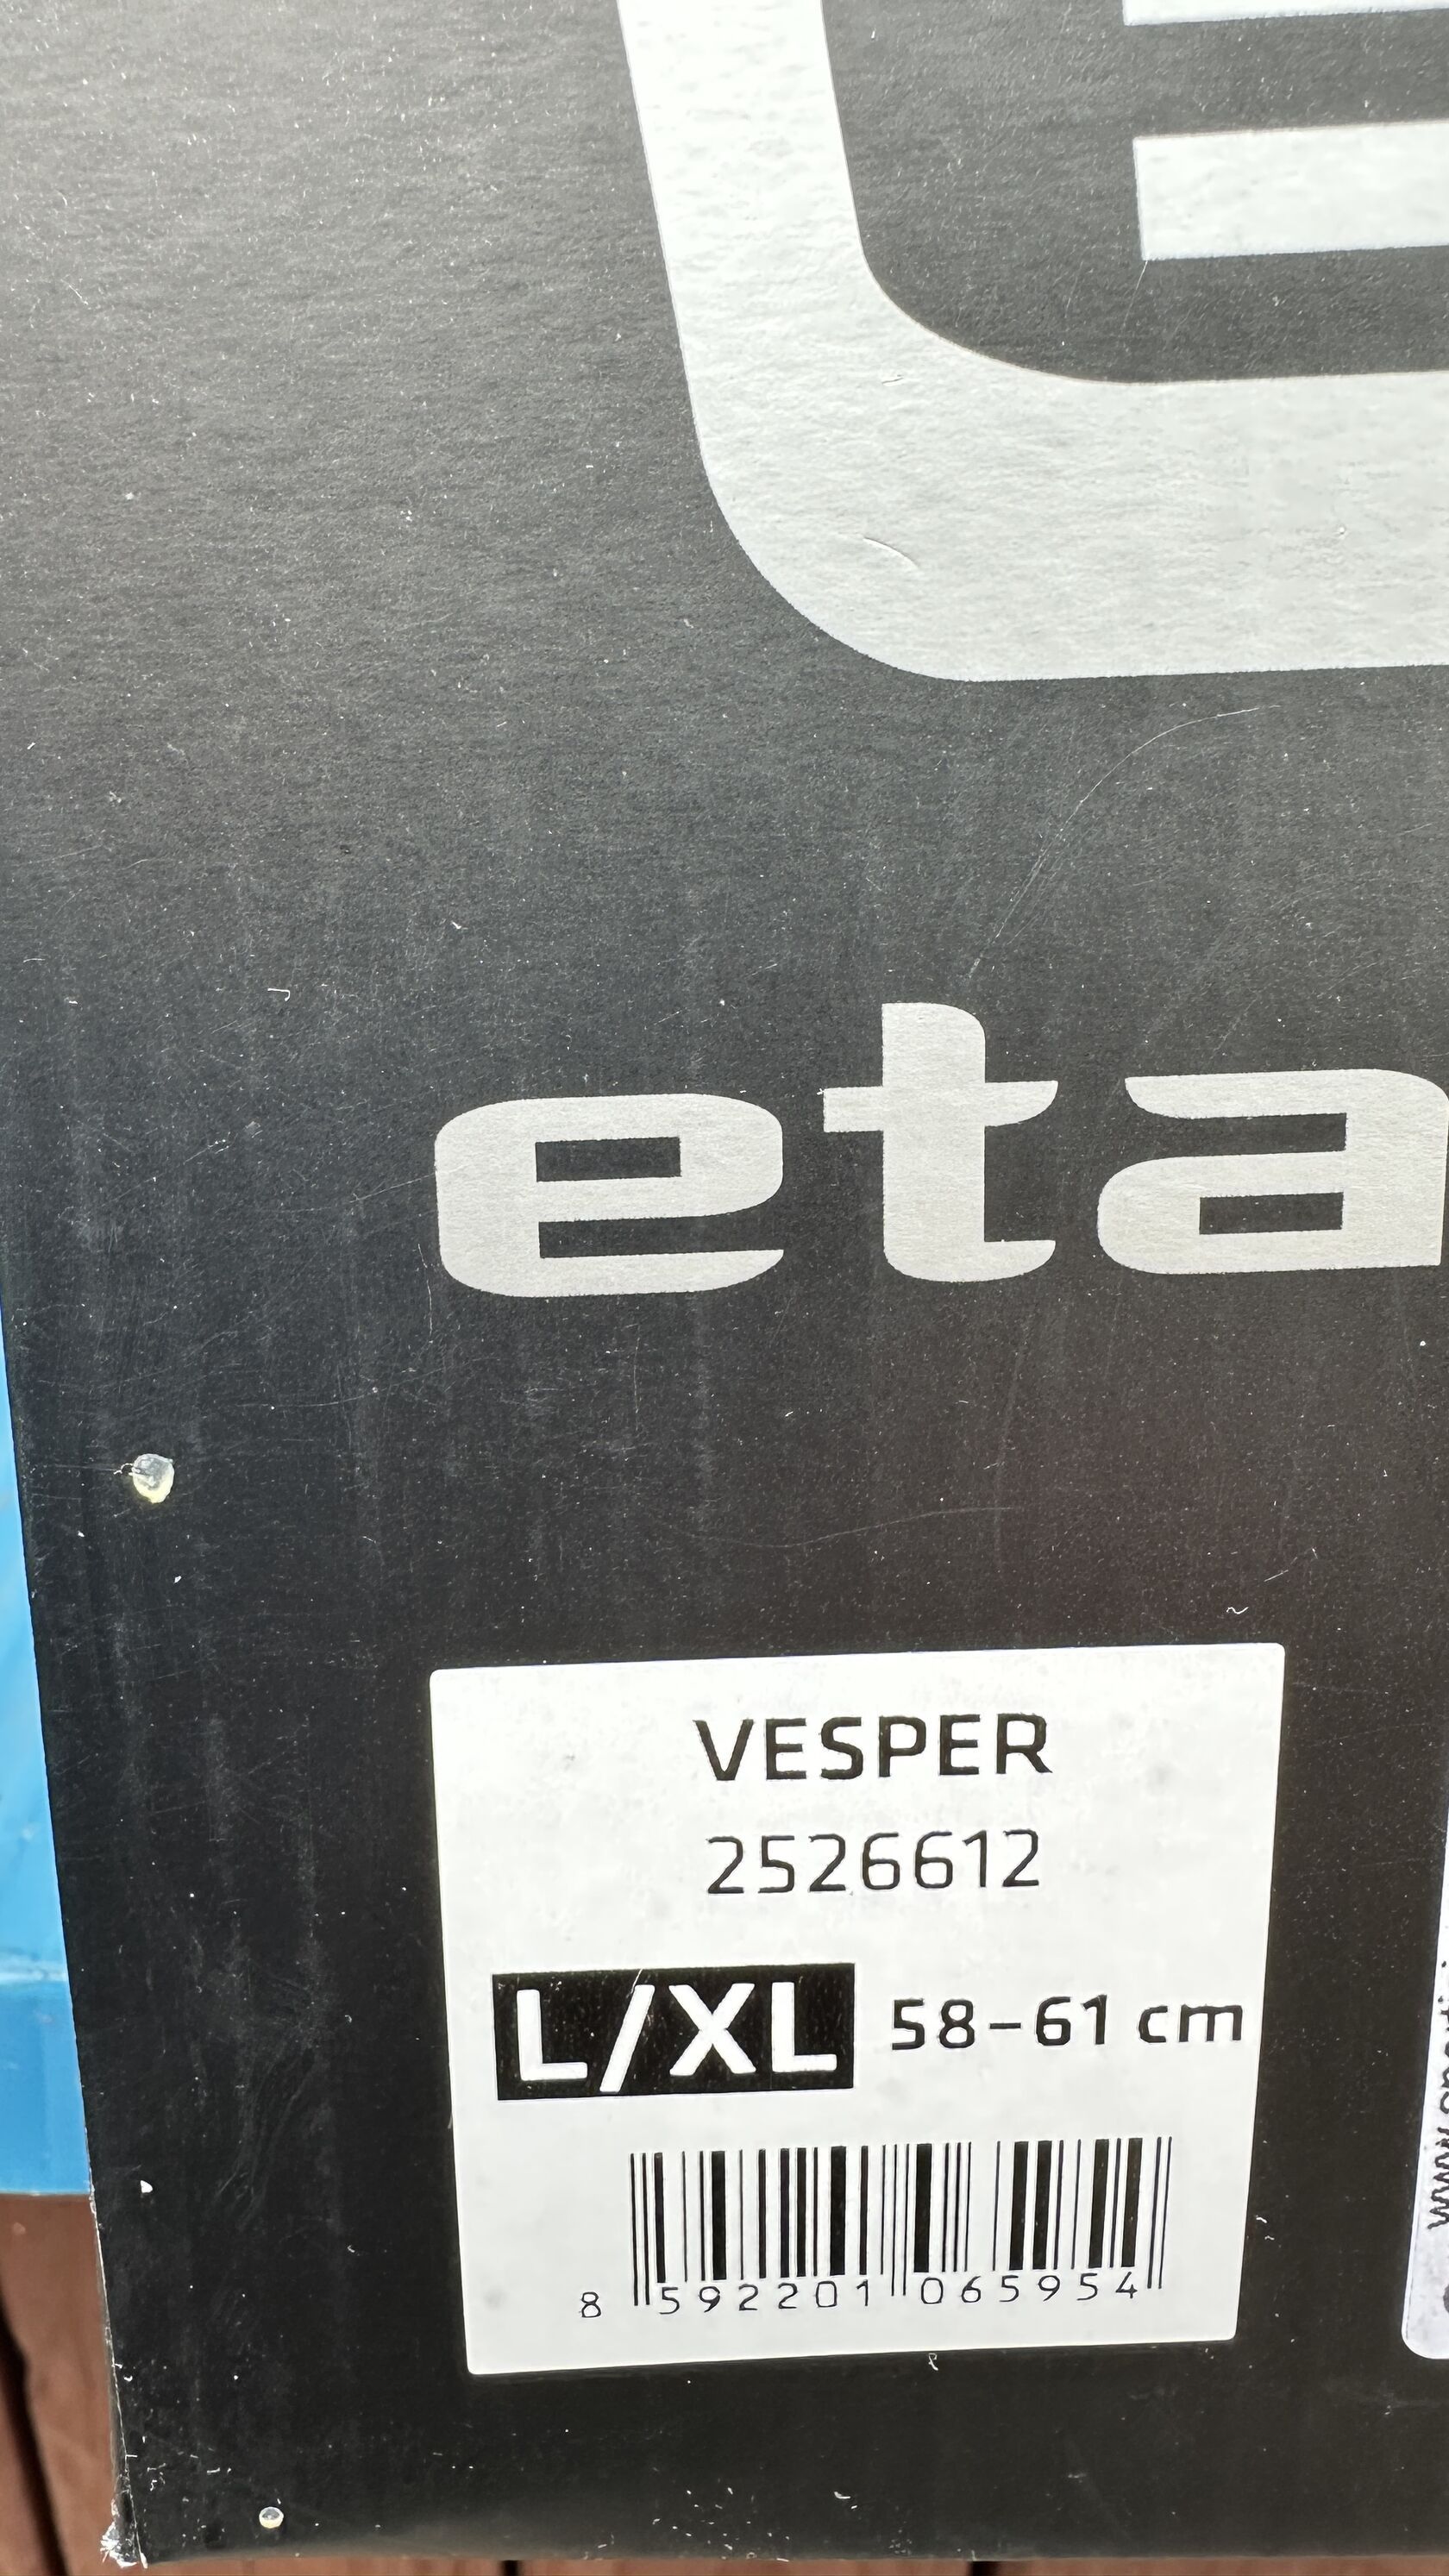 eta
VESPER
2526612
L/XL 58-61 cm
8 592201 065954